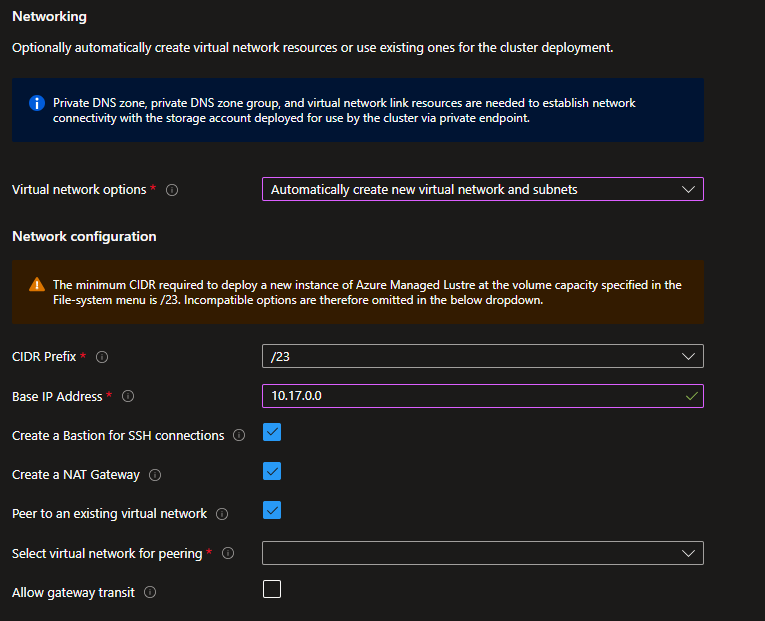 Networking
Optionally automatically create virtual network resources or use existing ones for the cluster deployment.
Private DNS zone, private DNS zone group, and virtual network link resources are needed to establish network
connectivity with the storage account deployed for use by the cluster via private endpoint.
Virtual network options * Automatically create new virtual network and subnets
Network configuration
The minimum CIDR required to deploy a new instance of Azure Managed Lustre at the volume capacity specified in the
File-system menu is /23. Incompatible options are therefore omitted in the below dropdown.
CIDR Prefix * /23
Base IP Address * 10.17.0.0
Create a Bastion for SSH connections
Create a NAT Gateway
Peer to an existing virtual network
Select virtual network for peering *
Allow gateway transit